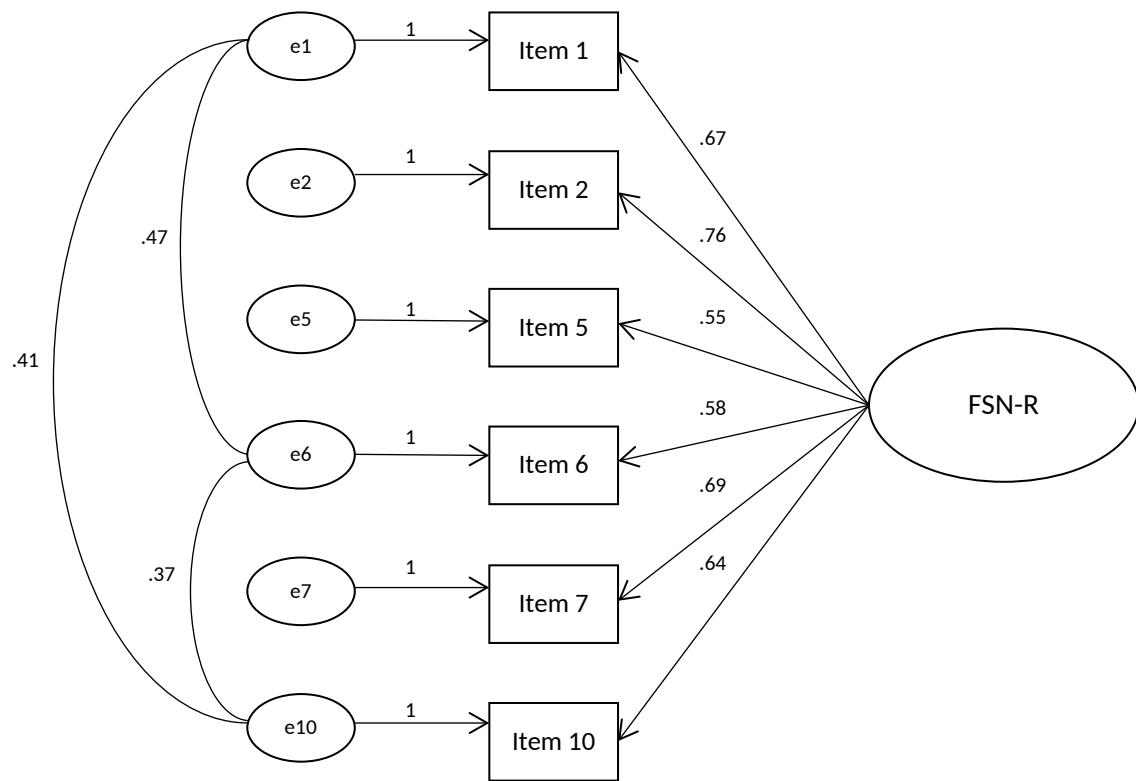 e1
1
Item 1
.67
e2
1
Item 2
.47
.76
e5
1
Item 5
.55
.41
FSN-R
.58
e6
1
Item 6
.69
.37
e7
1
Item 7
.64
e10
1
Item 10